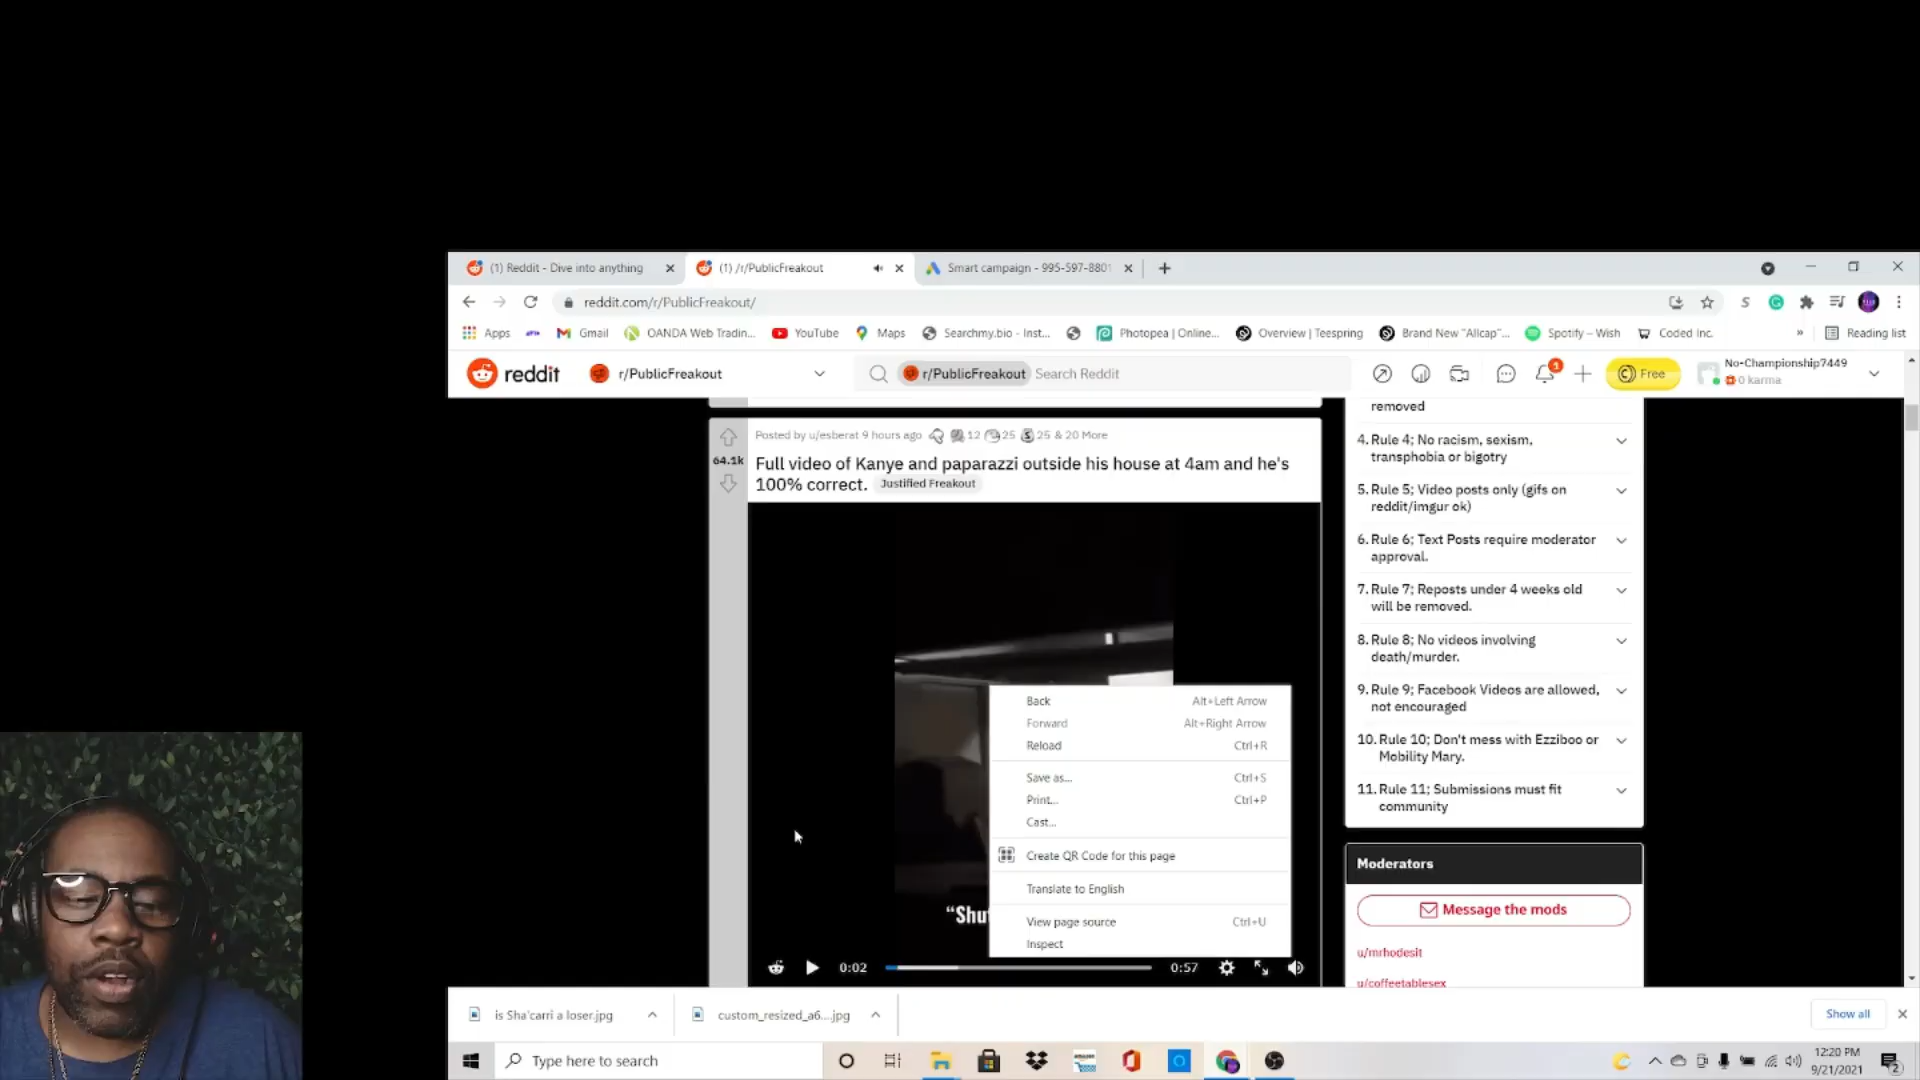 (1) Reddit - Dive into anything
(1) /r/PublicFreakout
Smart campaign - 995-597-8801
reddit.com/r/PublicFreakout/
Apps
Gmail
OANDA Web Tradin...
YouTube
Maps
Searchmy.bio - Inst...
Photopea | Online...
Overview | Teespring
Brand New "Allcap"...
Spotify – Wish
Coded Inc.
»
Reading list
reddit
r/PublicFreakout
r/PublicFreakout Search Reddit
1
Free
No-Championship7449
0 karma
64.1k
Posted by u/esberat 9 hours ago 12 25 25 & 20 More
Full video of Kanye and paparazzi outside his house at 4am and he's
100% correct. Justified Freakout
Back Alt+Left Arrow
Forward Alt+Right Arrow
Reload Ctrl+R
Save as... Ctrl+S
Print... Ctrl+P
Cast...
Create QR Code for this page
Translate to English
View page source Ctrl+U
Inspect
"Shu
0:02
0:57
removed
4. Rule 4; No racism, sexism,
transphobia or bigotry
5. Rule 5; Video posts only (gifs on
reddit/imgur ok)
6. Rule 6; Text Posts require moderator
approval.
7. Rule 7; Reposts under 4 weeks old
will be removed.
8. Rule 8; No videos involving
death/murder.
9. Rule 9; Facebook Videos are allowed,
not encouraged
10. Rule 10; Don't mess with Ezziboo or
Mobility Mary.
11. Rule 11; Submissions must fit
community
Moderators
Message the mods
u/mrhodesit
u/coffeetablesex
is Sha'carri a loser.jpg
custom_resized_a6....jpg
Show all
Type here to search
12:20 PM
9/21/2021
2